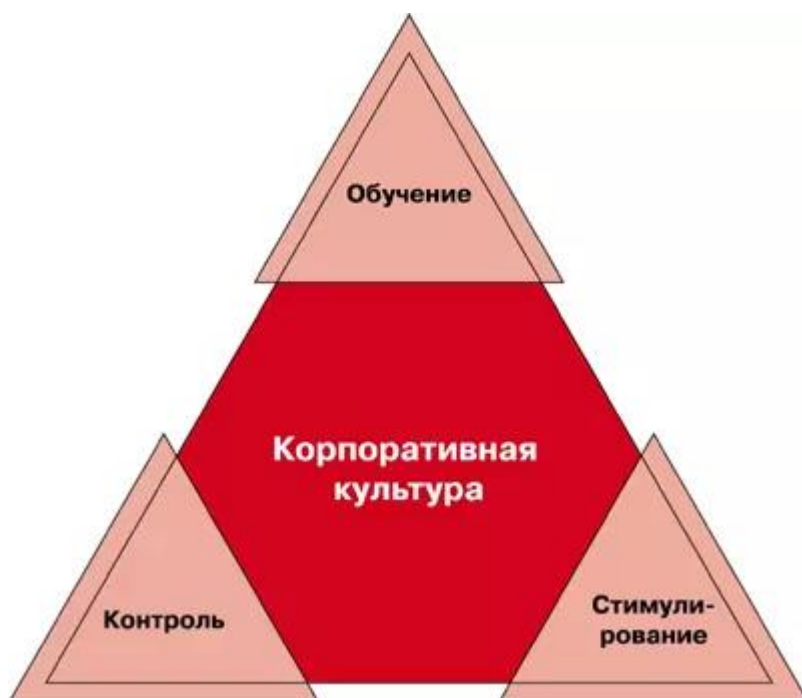 Обучение
Корпоративная
культура
Контроль
Стимули-
рование